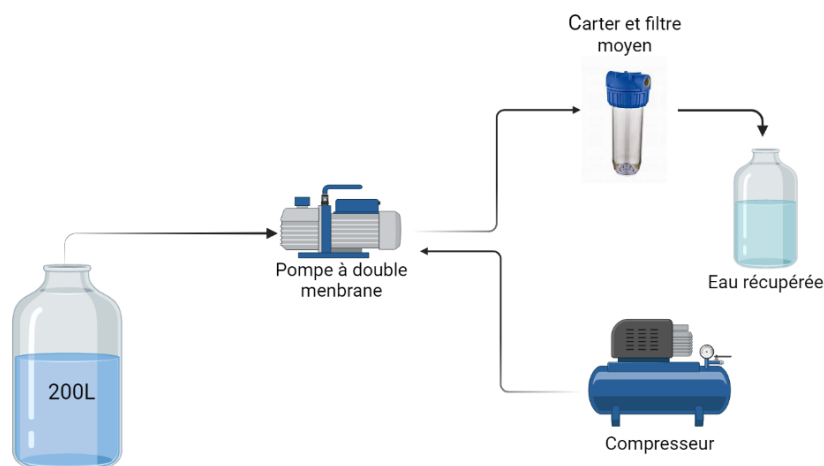 Carter et filtre
moyen
Pompe à double
menbrane
Eau récupérée
200L
Compresseur